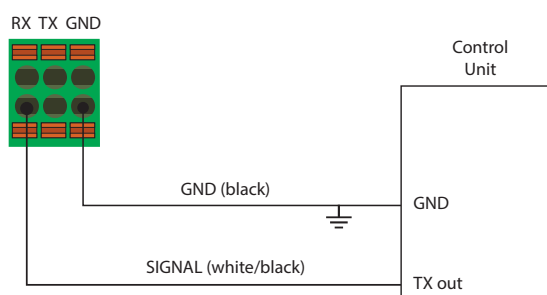 RX TX GND
Control
Unit
GND (black)
GND
SIGNAL (white/black)
TX out